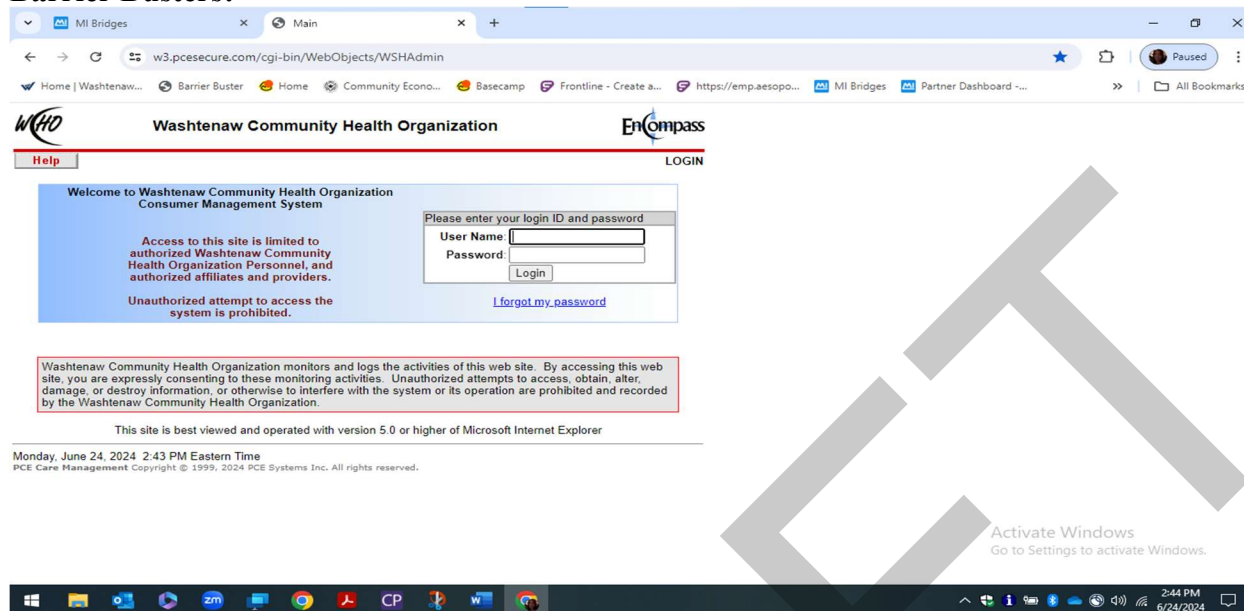 MI Bridges
Main
w3.pcesecure.com/cgi-bin/WebObjects/WSHAdmin
Paused
Home | Washtenaw...
Barrier Buster
Home
Community Econo...
Basecamp
Frontline - Create a...
https://emp.aesopo...
MI Bridges
Partner Dashboard -...
All Bookmarks
WCHO
Washtenaw Community Health Organization
EnCompass
Help
LOGIN
Welcome to Washtenaw Community Health Organization
Consumer Management System
Access to this site is limited to
authorized Washtenaw Community
Health Organization Personnel, and
authorized affiliates and providers.
Unauthorized attempt to access the
system is prohibited.
Please enter your login ID and password
User Name:
Password:
Login
I forgot my password
Washtenaw Community Health Organization monitors and logs the activities of this web site. By accessing this web
site, you are expressly consenting to these monitoring activities. Unauthorized attempts to access, obtain, alter,
damage, or destroy information, or otherwise to interfere with the system or its operation are prohibited and recorded
by the Washtenaw Community Health Organization.
This site is best viewed and operated with version 5.0 or higher of Microsoft Internet Explorer
Monday, June 24, 2024 2:43 PM Eastern Time
PCE Care Management Copyright © 1999, 2024 PCE Systems Inc. All rights reserved.
Activate Windows
Go to Settings to activate Windows.
zm
CP
2:44 PM
6/24/2024